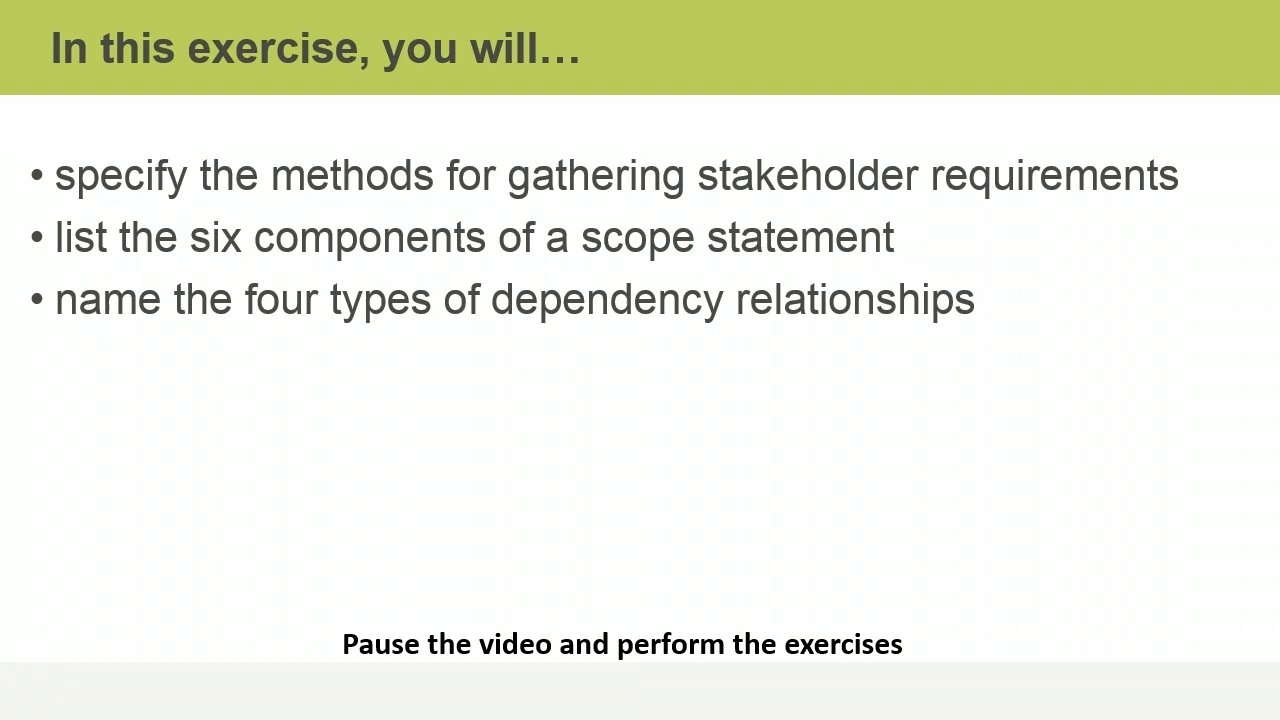 In this exercise, you will…
• specify the methods for gathering stakeholder requirements
• list the six components of a scope statement
• name the four types of dependency relationships
Pause the video and perform the exercises